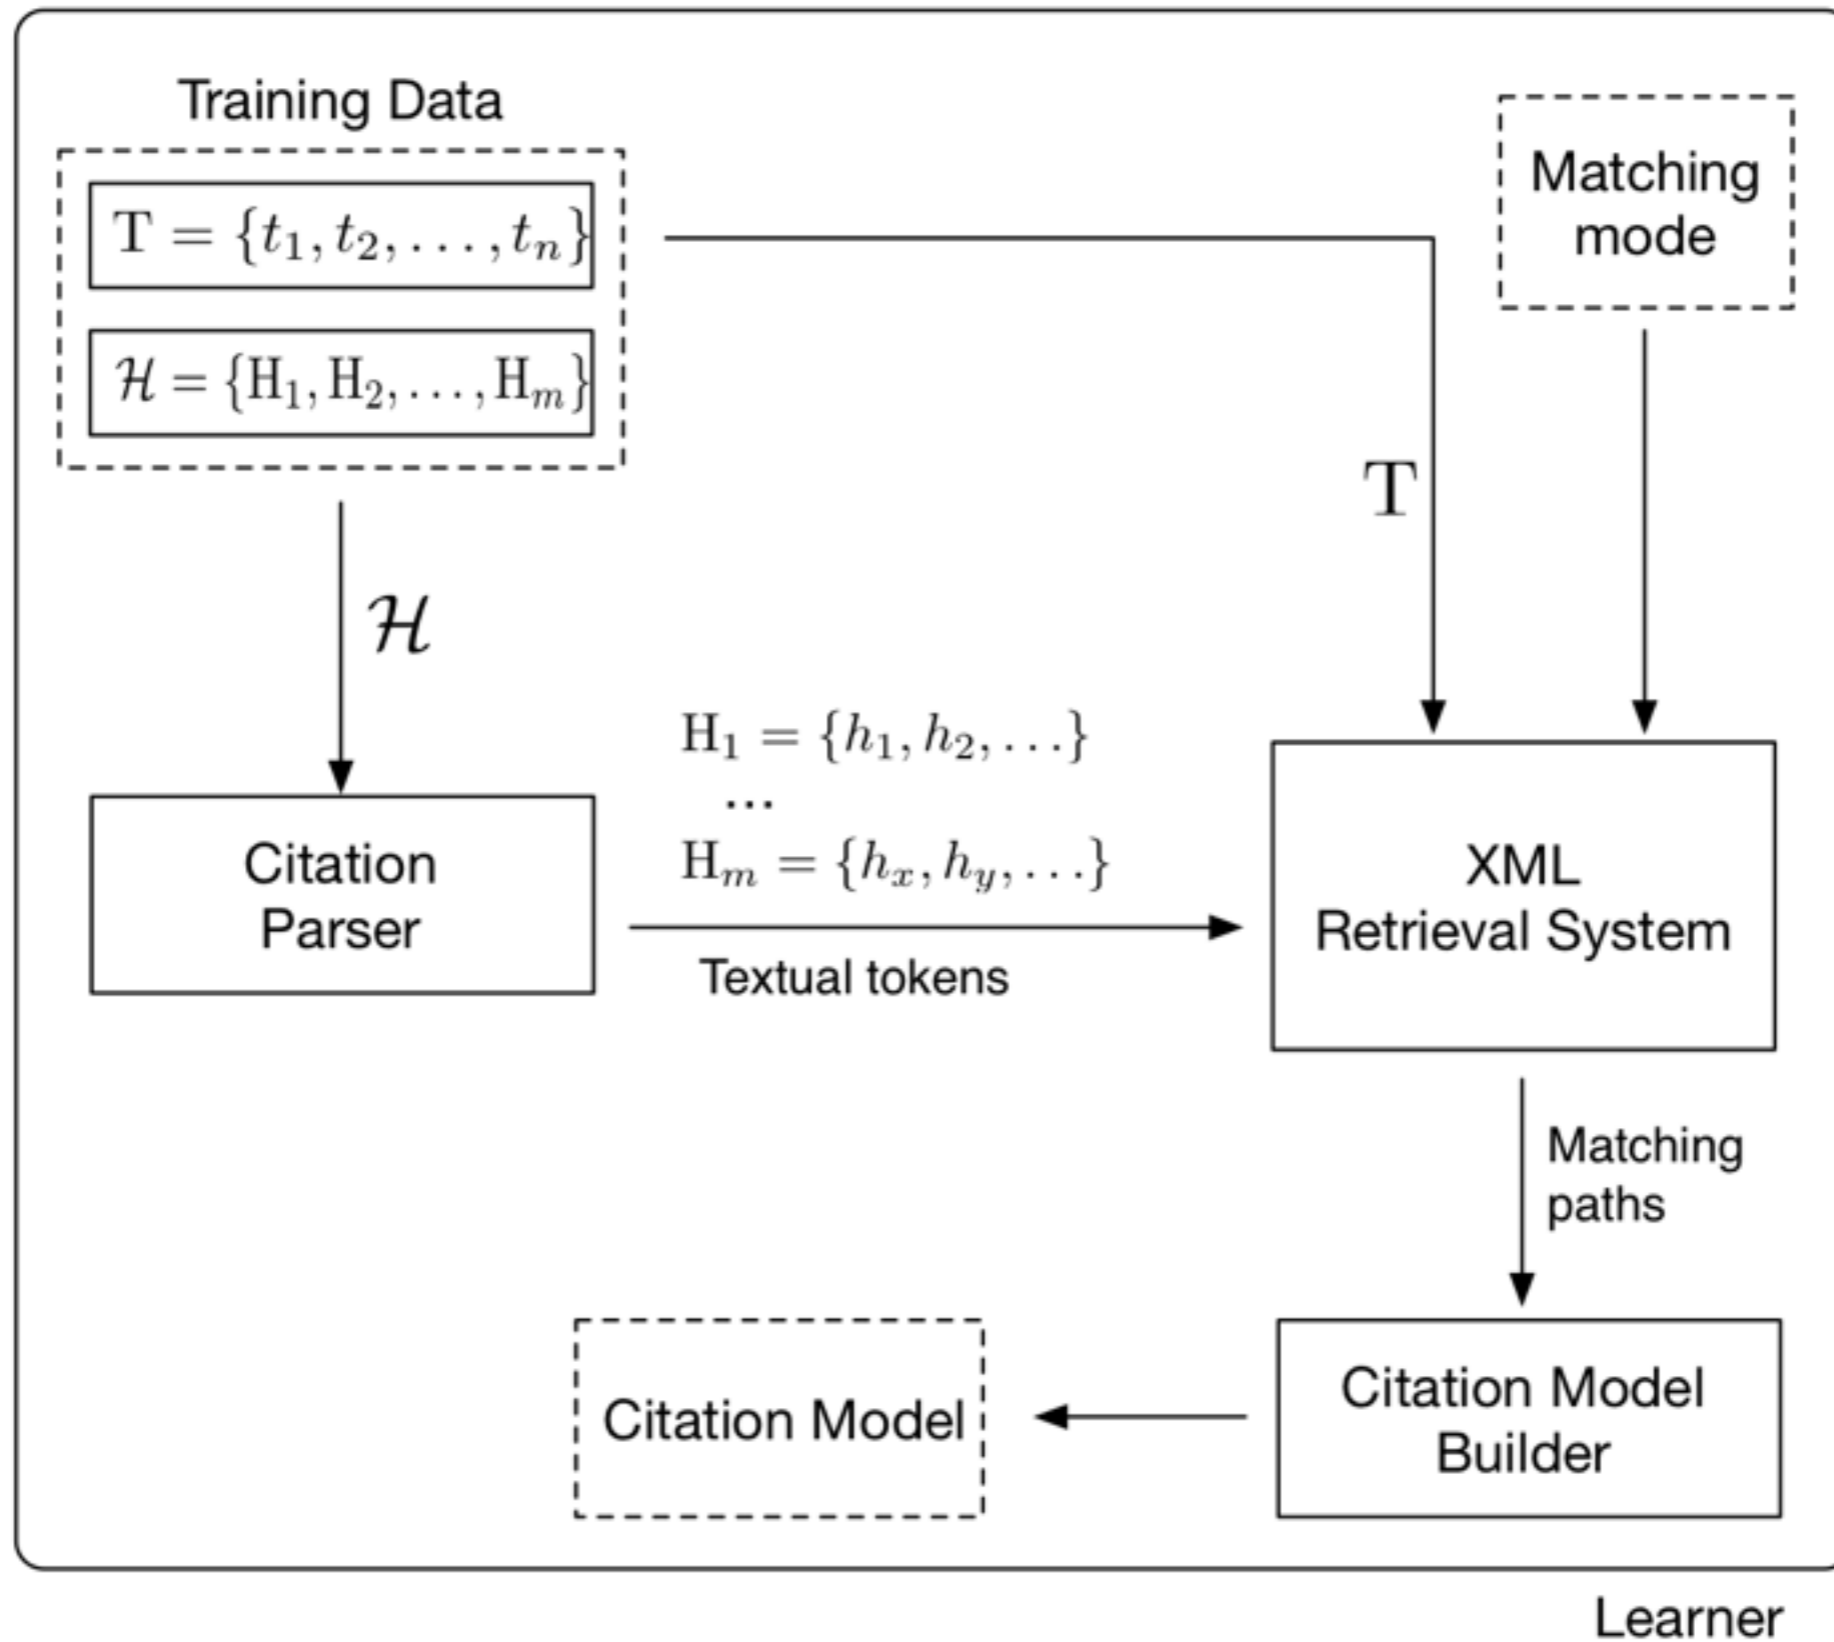 Training Data
T = {t₁, t₂, . . . , tₙ}
ℋ = {H₁, H₂, . . . , Hₘ}
Matching
mode
T
ℋ
H₁ = {h₁, h₂, . . .}
...
Hₘ = {hₓ, h_y, . . .}
Textual tokens
Citation
Parser
XML
Retrieval System
Matching
paths
Citation Model
Builder
Citation Model
Learner